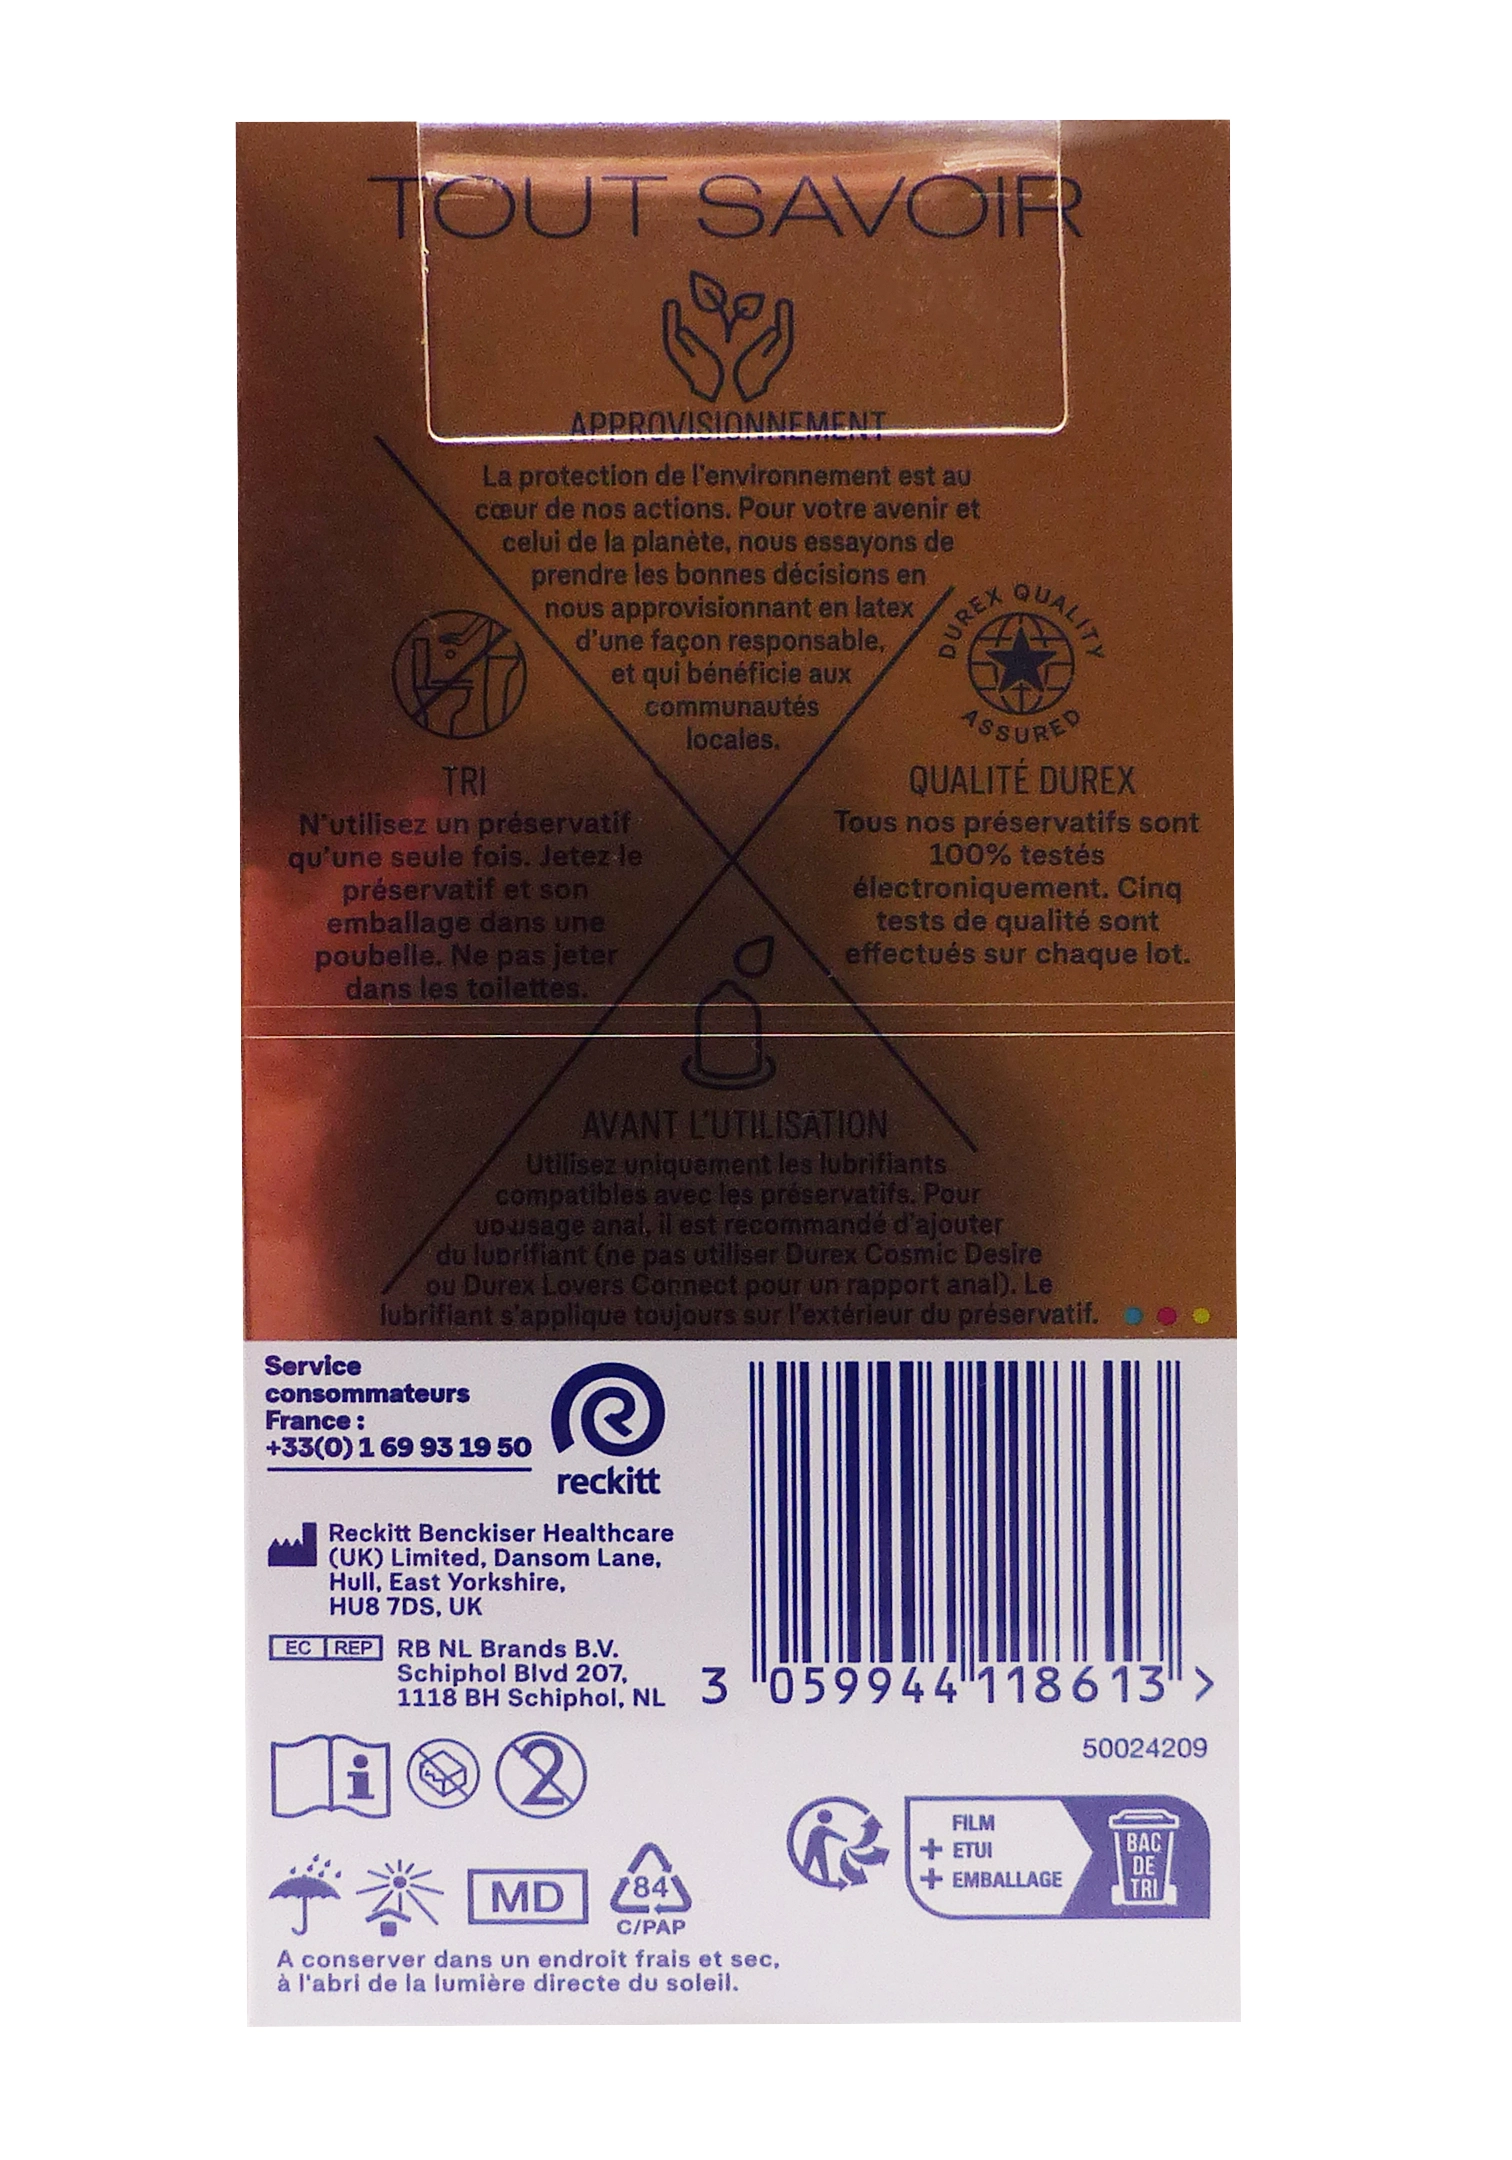 TOUT SAVOIR
APPROVISIONNEMENT
La protection de l'environnement est au
cœur de nos actions. Pour votre avenir et
celui de la planète, nous essayons de
prendre les bonnes décisions en
nous approvisionnant en latex
d'une façon responsable,
et qui bénéficie aux
communautés
locales.
TRI
N'utilisez un préservatif
qu'une seule fois. Jetez le
préservatif et son
emballage dans une
poubelle. Ne pas jeter
dans les toilettes.
DUREX QUALITY
ASSURED
QUALITÉ DUREX
Tous nos préservatifs sont
100% testés
électroniquement. Cinq
tests de qualité sont
effectués sur chaque lot.
AVANT L'UTILISATION
Utilisez uniquement les lubrifiants
compatibles avec les préservatifs. Pour
usage anal, il est recommandé d'ajouter
du lubrifiant (ne pas utiliser Durex Cosmic Desire
ou Durex Lovers Connect pour un rapport anal). Le
lubrifiant s'applique toujours sur l'extérieur du préservatif.
Service
consommateurs
France :
+33(0) 1 69 93 19 50
reckitt
Reckitt Benckiser Healthcare
(UK) Limited, Dansom Lane,
Hull, East Yorkshire,
HU8 7DS, UK
EC REP
RB NL Brands B.V.
Schiphol Blvd 207,
1118 BH Schiphol, NL
3 059944 118613 >
50024209
2
FILM
+ ETUI
+ EMBALLAGE
BAC
DE
TRI
MD
84
C/PAP
A conserver dans un endroit frais et sec,
à l'abri de la lumière directe du soleil.